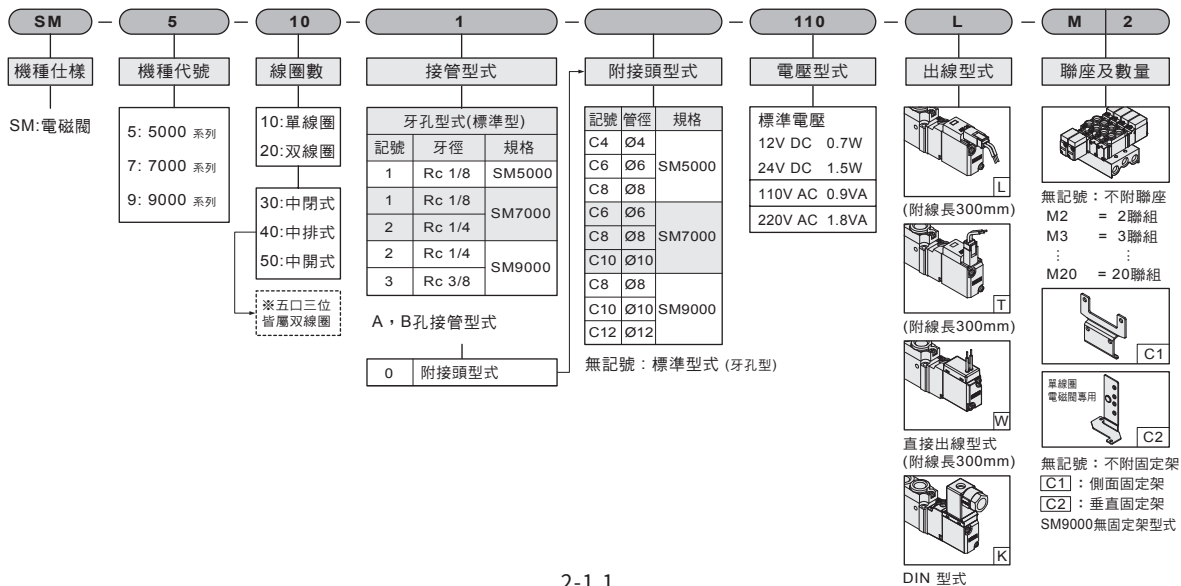 SM – 5 – 10 – 1 – – 110 – L – M 2
機種仕様
機種代號
線圈數
接管型式
附接頭型式
電壓型式
出線型式
聯座及數量
SM:電磁閥
5: 5000 系列
7: 7000 系列
9: 9000 系列
10:單線圈
20:双線圈
30:中閉式
40:中排式
50:中開式
※五口三位
皆屬双線圈
牙孔型式(標準型)
記號 牙徑 規格
1 Rc 1/8 SM5000
1 Rc 1/8 SM7000
2 Rc 1/4
2 Rc 1/4 SM9000
3 Rc 3/8
A,B孔接管型式
0 附接頭型式
記號 管徑 規格
C4 Ø4
C6 Ø6 SM5000
C8 Ø8
C6 Ø6
C8 Ø8 SM7000
C10 Ø10
C8 Ø8
C10 Ø10 SM9000
C12 Ø12
無記號:標準型式 (牙孔型)
標準電壓
12V DC 0.7W
24V DC 1.5W
110V AC 0.9VA
220V AC 1.8VA
L
(附線長300mm)
T
(附線長300mm)
W
直接出線型式
(附線長300mm)
K
DIN 型式
無記號:不附聯座
M2 = 2聯組
M3 = 3聯組
⋮ ⋮
M20 = 20聯組
C1
單線圈
電磁閥專用
C2
無記號:不附固定架
C1 :側面固定架
C2 :垂直固定架
SM9000無固定架型式
2-1.1